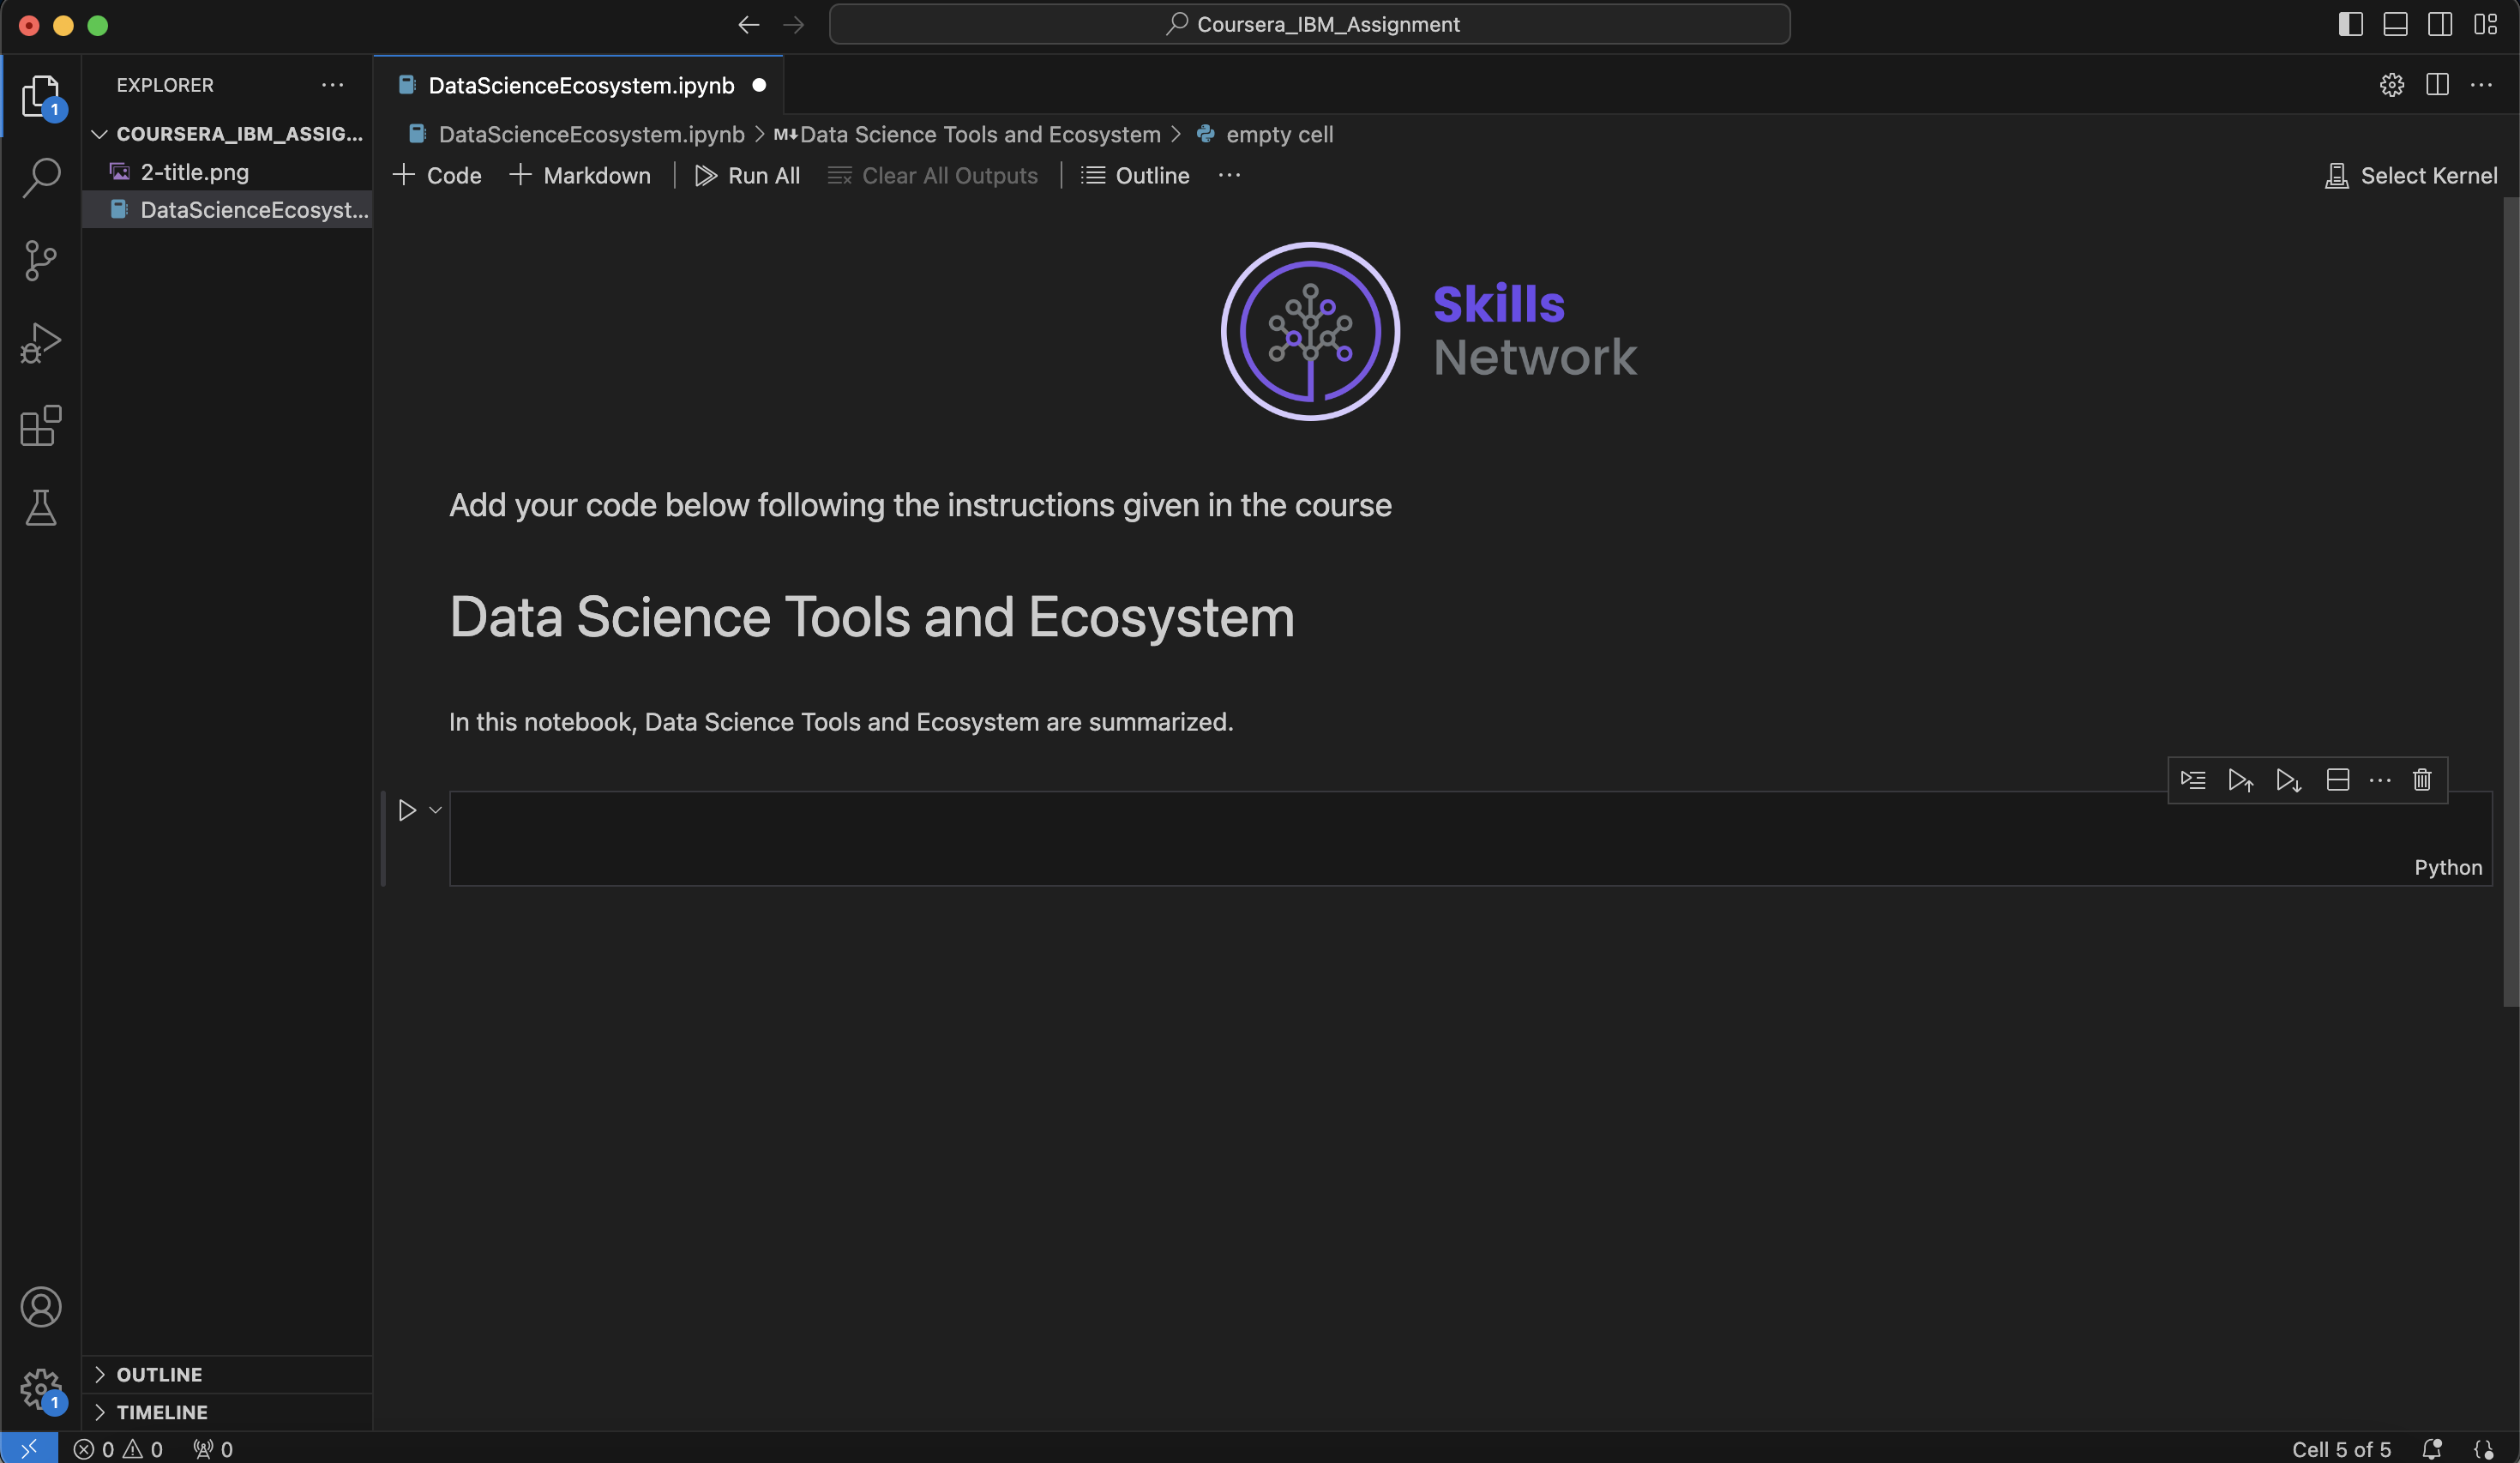 Coursera_IBM_Assignment
EXPLORER
DataScienceEcosystem.ipynb
1
COURSERA_IBM_ASSIG...
DataScienceEcosystem.ipynb > M↓ Data Science Tools and Ecosystem > empty cell
2-title.png
+ Code + Markdown | Run All Clear All Outputs | Outline ...
Select Kernel
DataScienceEcosyst...
Skills
Network
Add your code below following the instructions given in the course
Data Science Tools and Ecosystem
In this notebook, Data Science Tools and Ecosystem are summarized.
Python
OUTLINE
1
TIMELINE
0 0 0
Cell 5 of 5